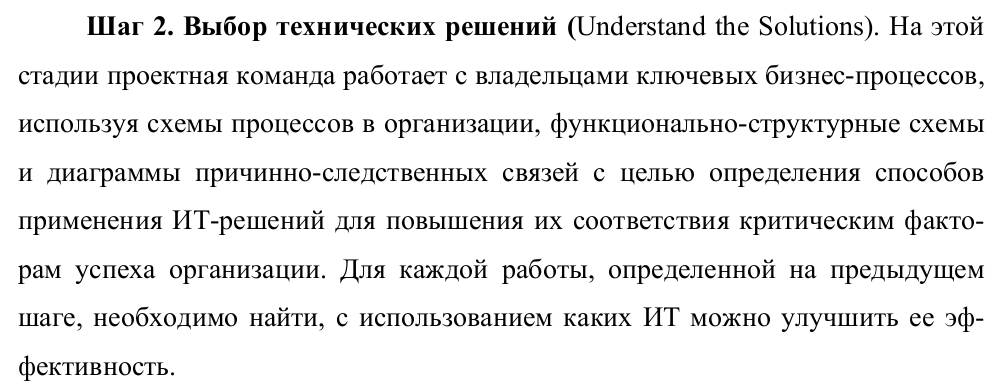 Шаг 2. Выбор технических решений (Understand the Solutions). На этой
стадии проектная команда работает с владельцами ключевых бизнес-процессов,
используя схемы процессов в организации, функционально-структурные схемы
и диаграммы причинно-следственных связей с целью определения способов
применения ИТ-решений для повышения их соответствия критическим факто-
рам успеха организации. Для каждой работы, определенной на предыдущем
шаге, необходимо найти, с использованием каких ИТ можно улучшить ее эф-
фективность.